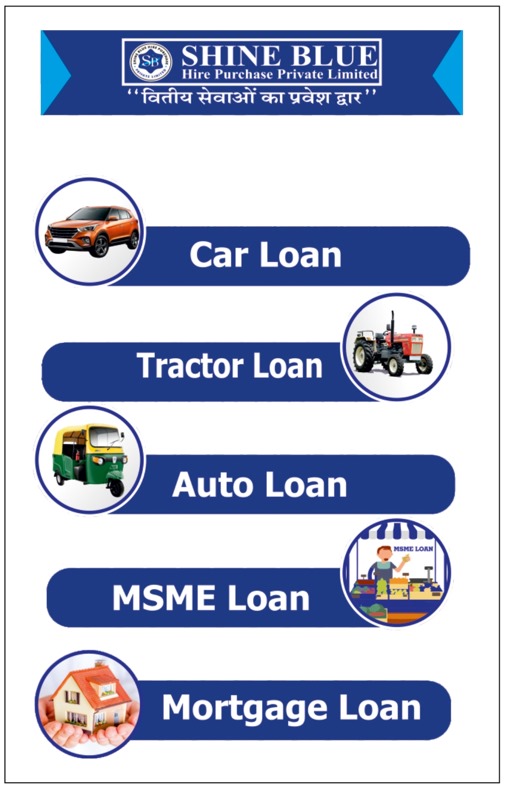 SHINE BLUE
Hire Purchase Private Limited
‘‘वितीय सेवाओं का प्रवेश द्वार’’
Car Loan
Tractor Loan
Auto Loan
MSME LOAN
MSME Loan
Mortgage Loan